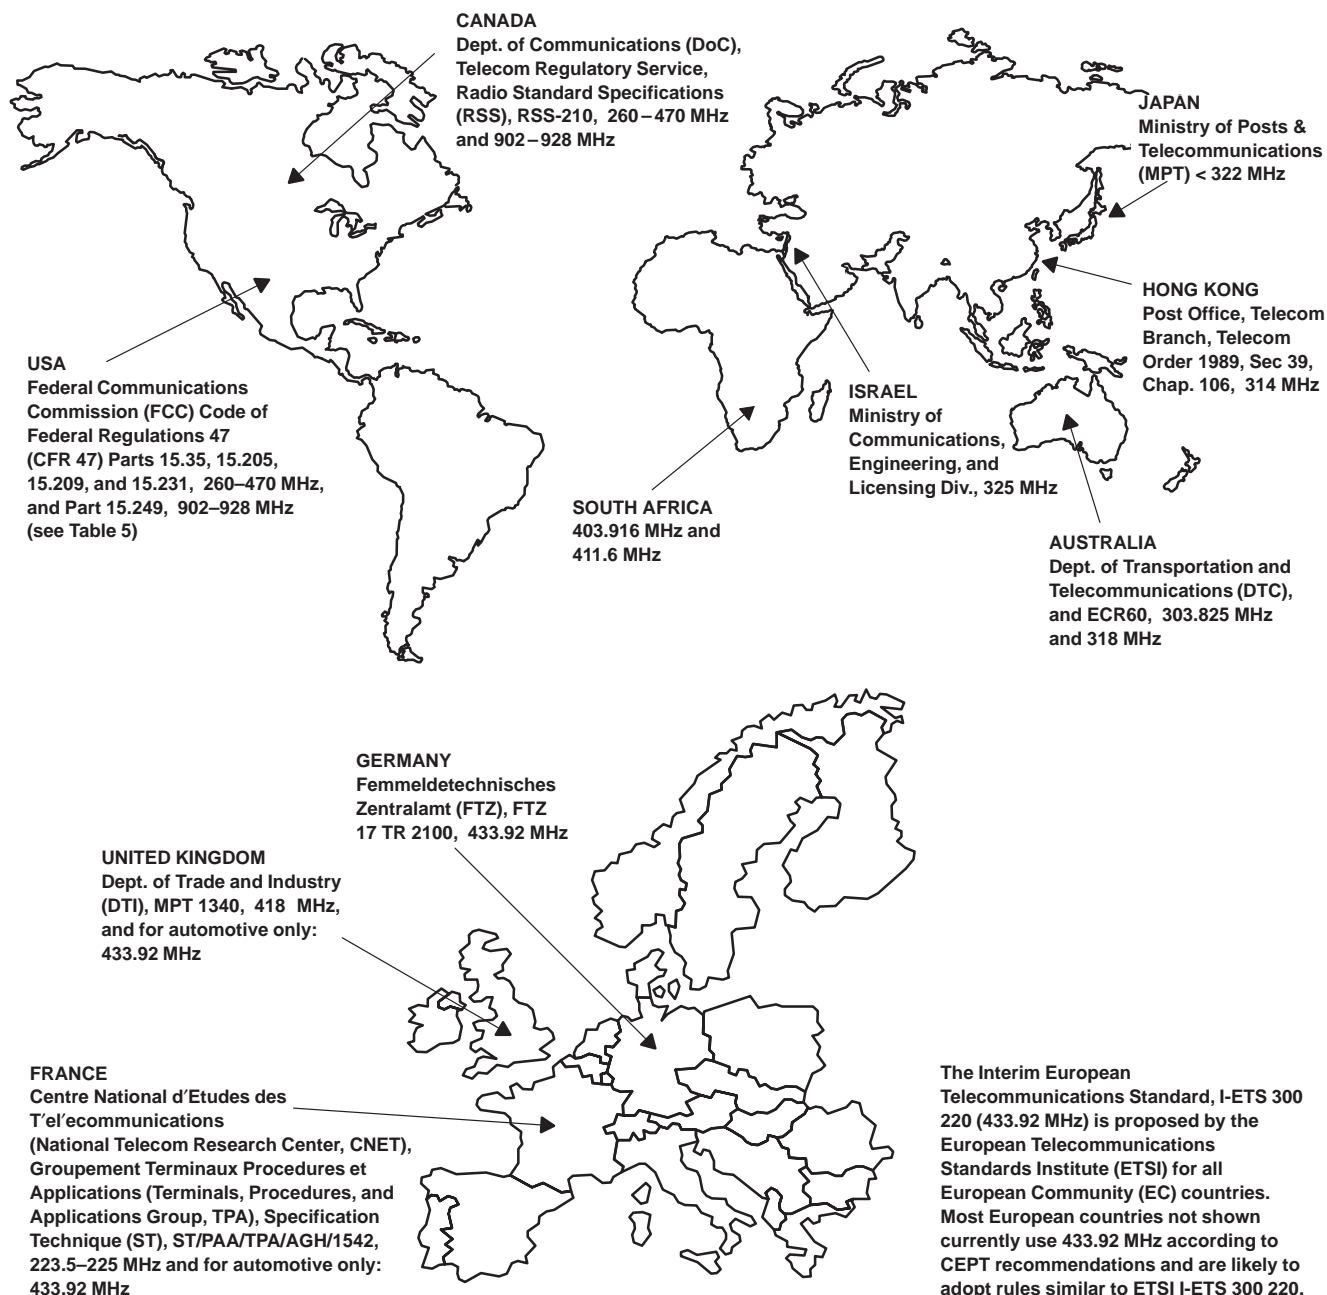 CANADA
Dept. of Communications (DoC),
Telecom Regulatory Service,
Radio Standard Specifications
(RSS), RSS-210, 260–470 MHz
and 902–928 MHz
JAPAN
Ministry of Posts &
Telecommunications
(MPT) < 322 MHz
HONG KONG
Post Office, Telecom
Branch, Telecom
Order 1989, Sec 39,
Chap. 106, 314 MHz
USA
Federal Communications
Commission (FCC) Code of
Federal Regulations 47
(CFR 47) Parts 15.35, 15.205,
15.209, and 15.231, 260–470 MHz,
and Part 15.249, 902–928 MHz
(see Table 5)
ISRAEL
Ministry of
Communications,
Engineering, and
Licensing Div., 325 MHz
SOUTH AFRICA
403.916 MHz and
411.6 MHz
AUSTRALIA
Dept. of Transportation and
Telecommunications (DTC),
and ECR60, 303.825 MHz
and 318 MHz
GERMANY
Femmeldetechnisches
Zentralamt (FTZ), FTZ
17 TR 2100, 433.92 MHz
UNITED KINGDOM
Dept. of Trade and Industry
(DTI), MPT 1340, 418 MHz,
and for automotive only:
433.92 MHz
FRANCE
Centre National d′Etudes des
T′el′ecommunications
(National Telecom Research Center, CNET),
Groupement Terminaux Procedures et
Applications (Terminals, Procedures, and
Applications Group, TPA), Specification
Technique (ST), ST/PAA/TPA/AGH/1542,
223.5–225 MHz and for automotive only:
433.92 MHz
The Interim European
Telecommunications Standard, I-ETS 300
220 (433.92 MHz) is proposed by the
European Telecommunications
Standards Institute (ETSI) for all
European Community (EC) countries.
Most European countries not shown
currently use 433.92 MHz according to
CEPT recommendations and are likely to
adopt rules similar to ETSI I-ETS 300 220.